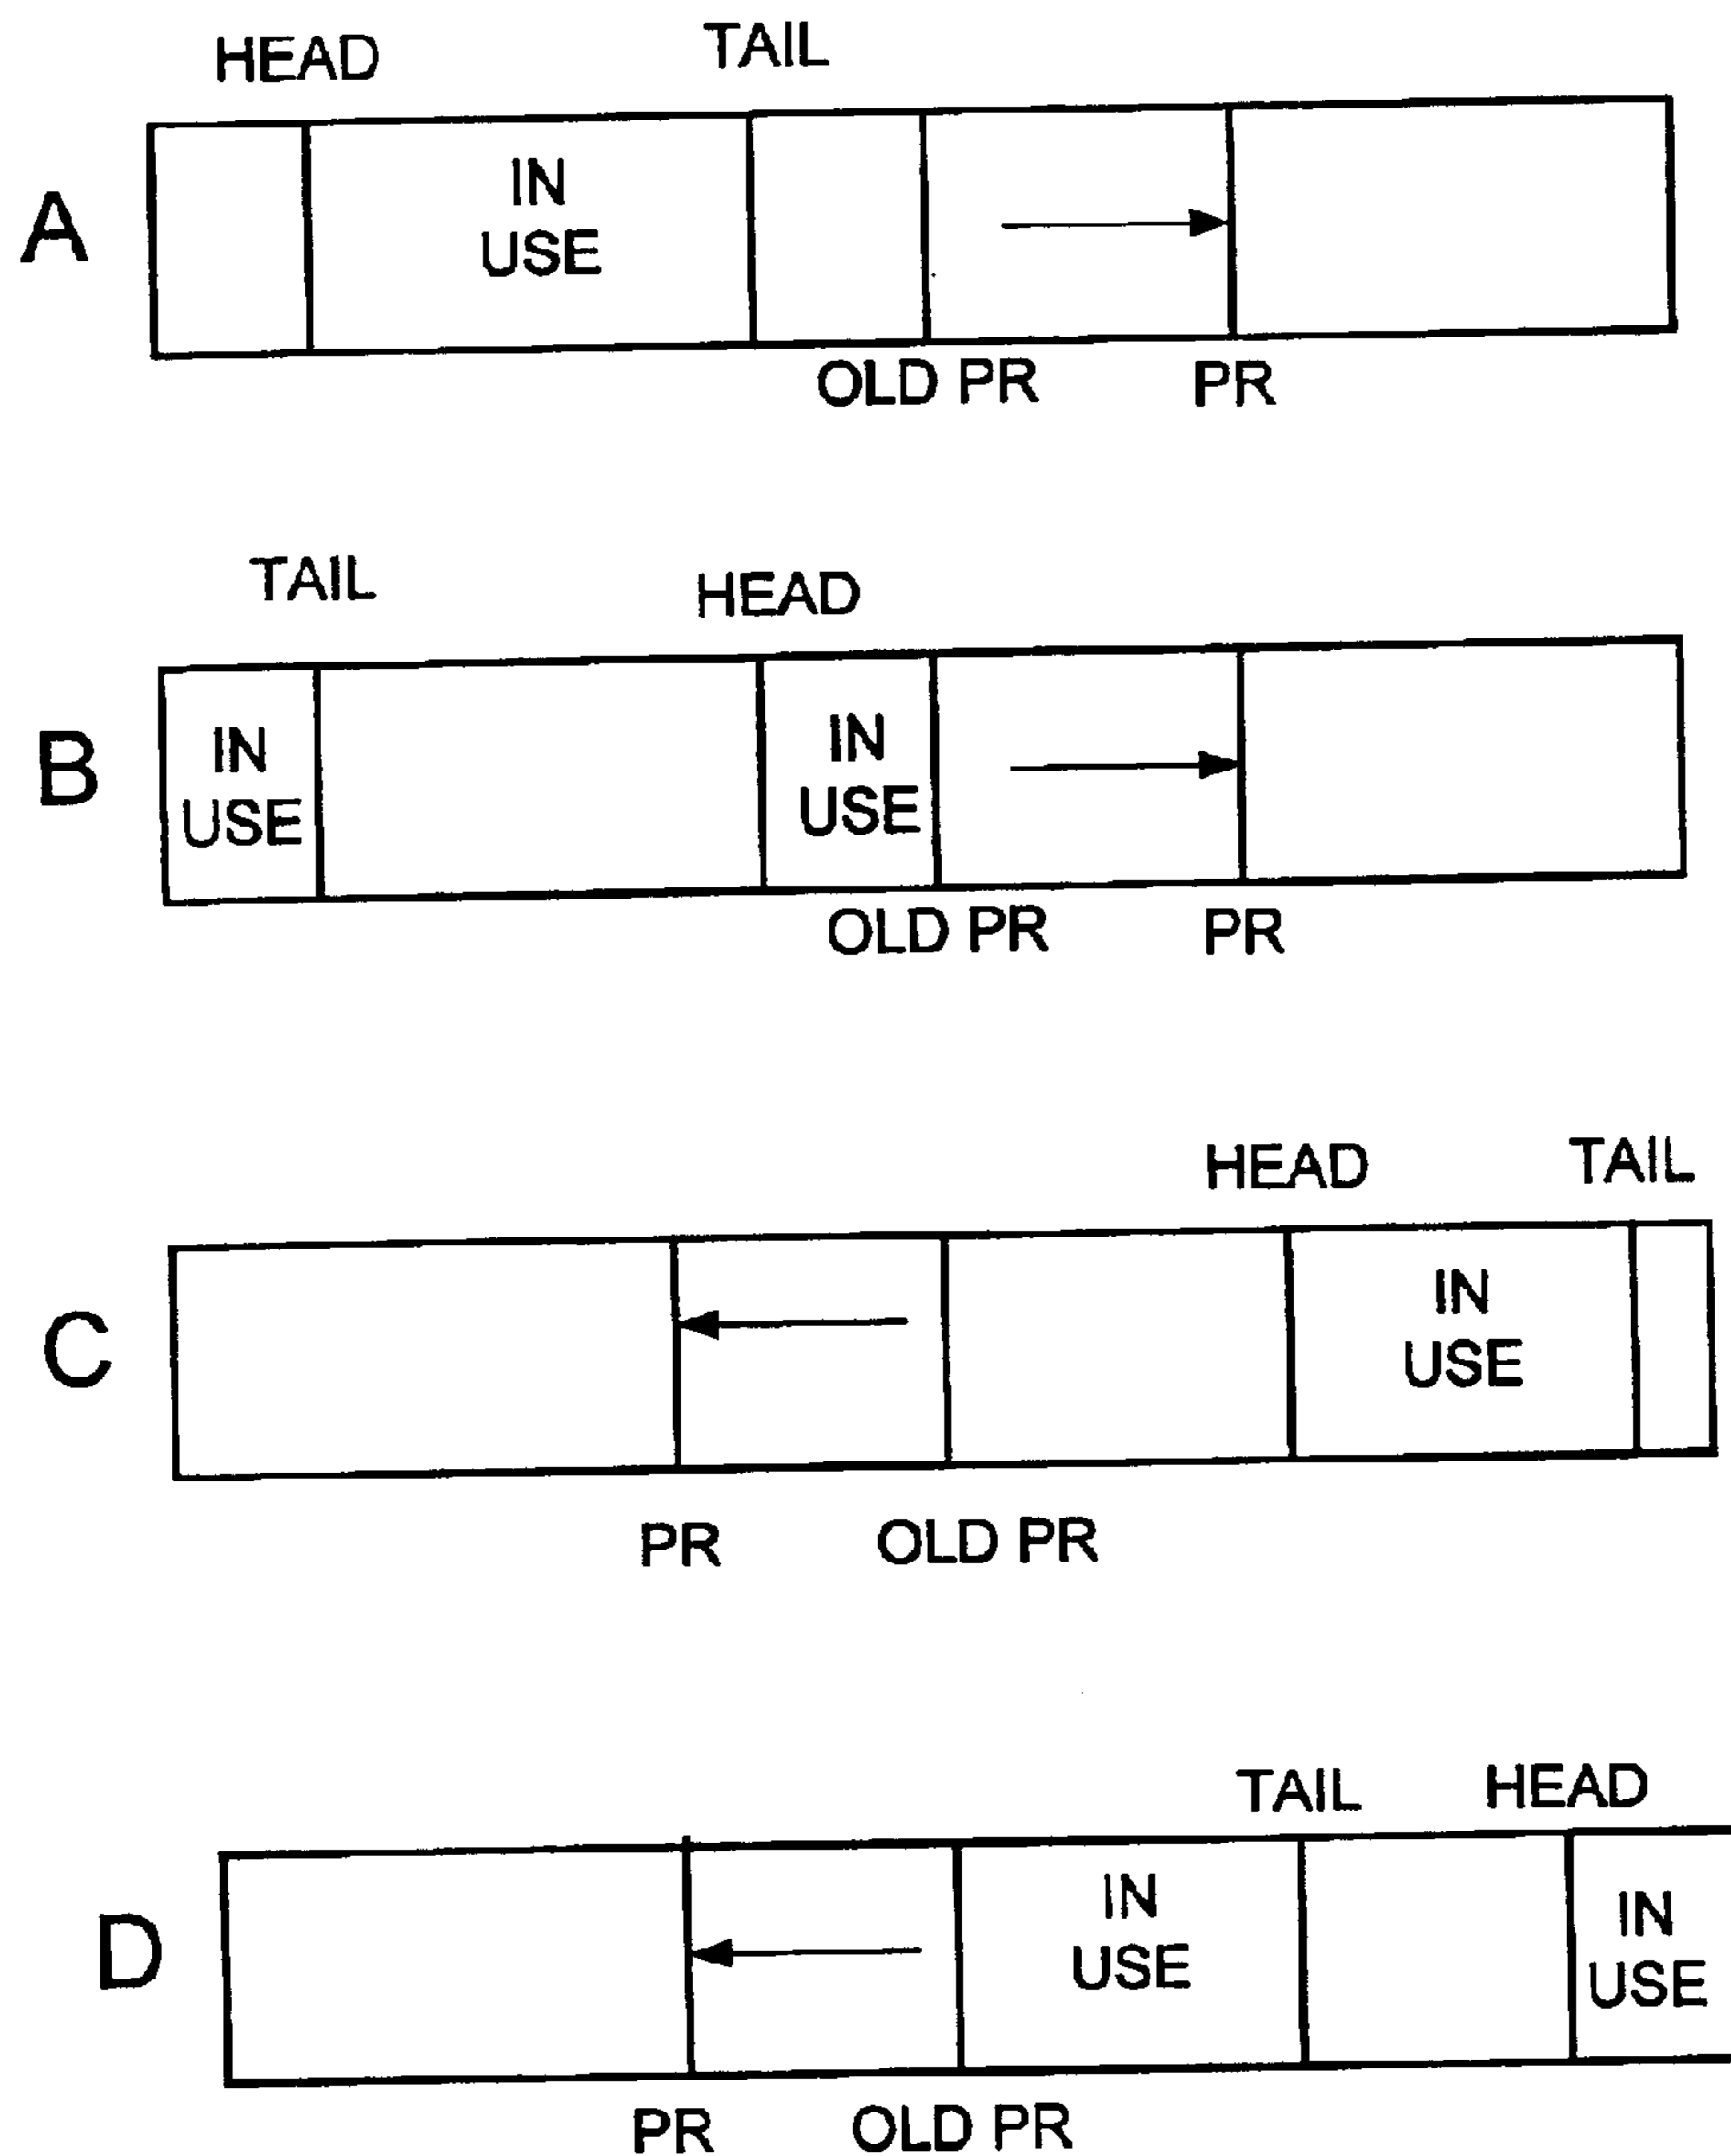 HEAD TAIL
A
IN
USE
OLD PR PR
TAIL HEAD
B
IN IN
USE USE
OLD PR PR
HEAD TAIL
C
IN
USE
PR OLD PR
TAIL HEAD
D
IN IN
USE USE
PR OLD PR